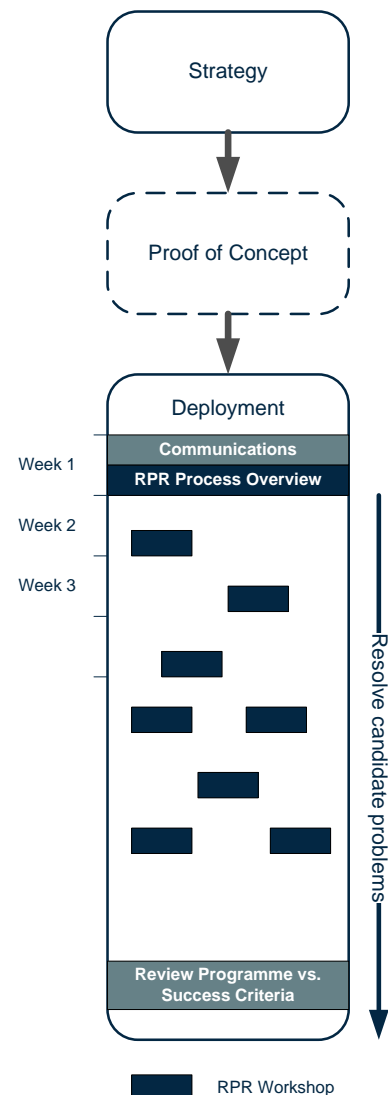 Strategy
Proof of Concept
Deployment
Communications
Week 1
RPR Process Overview
Week 2
Week 3
Resolve candidate problems
Review Programme vs.
Success Criteria
RPR Workshop